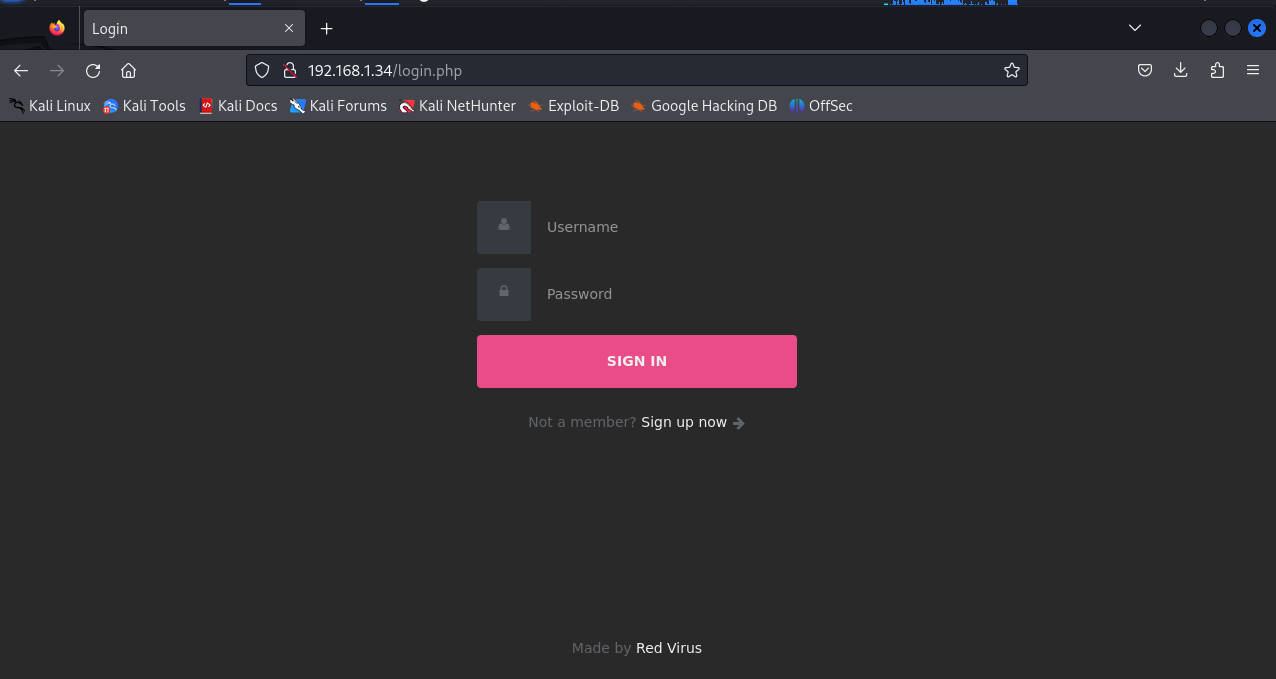 Login
192.168.1.34/login.php
Kali Linux Kali Tools Kali Docs Kali Forums Kali NetHunter Exploit-DB Google Hacking DB OffSec
Username
Password
SIGN IN
Not a member? Sign up now
Made by Red Virus